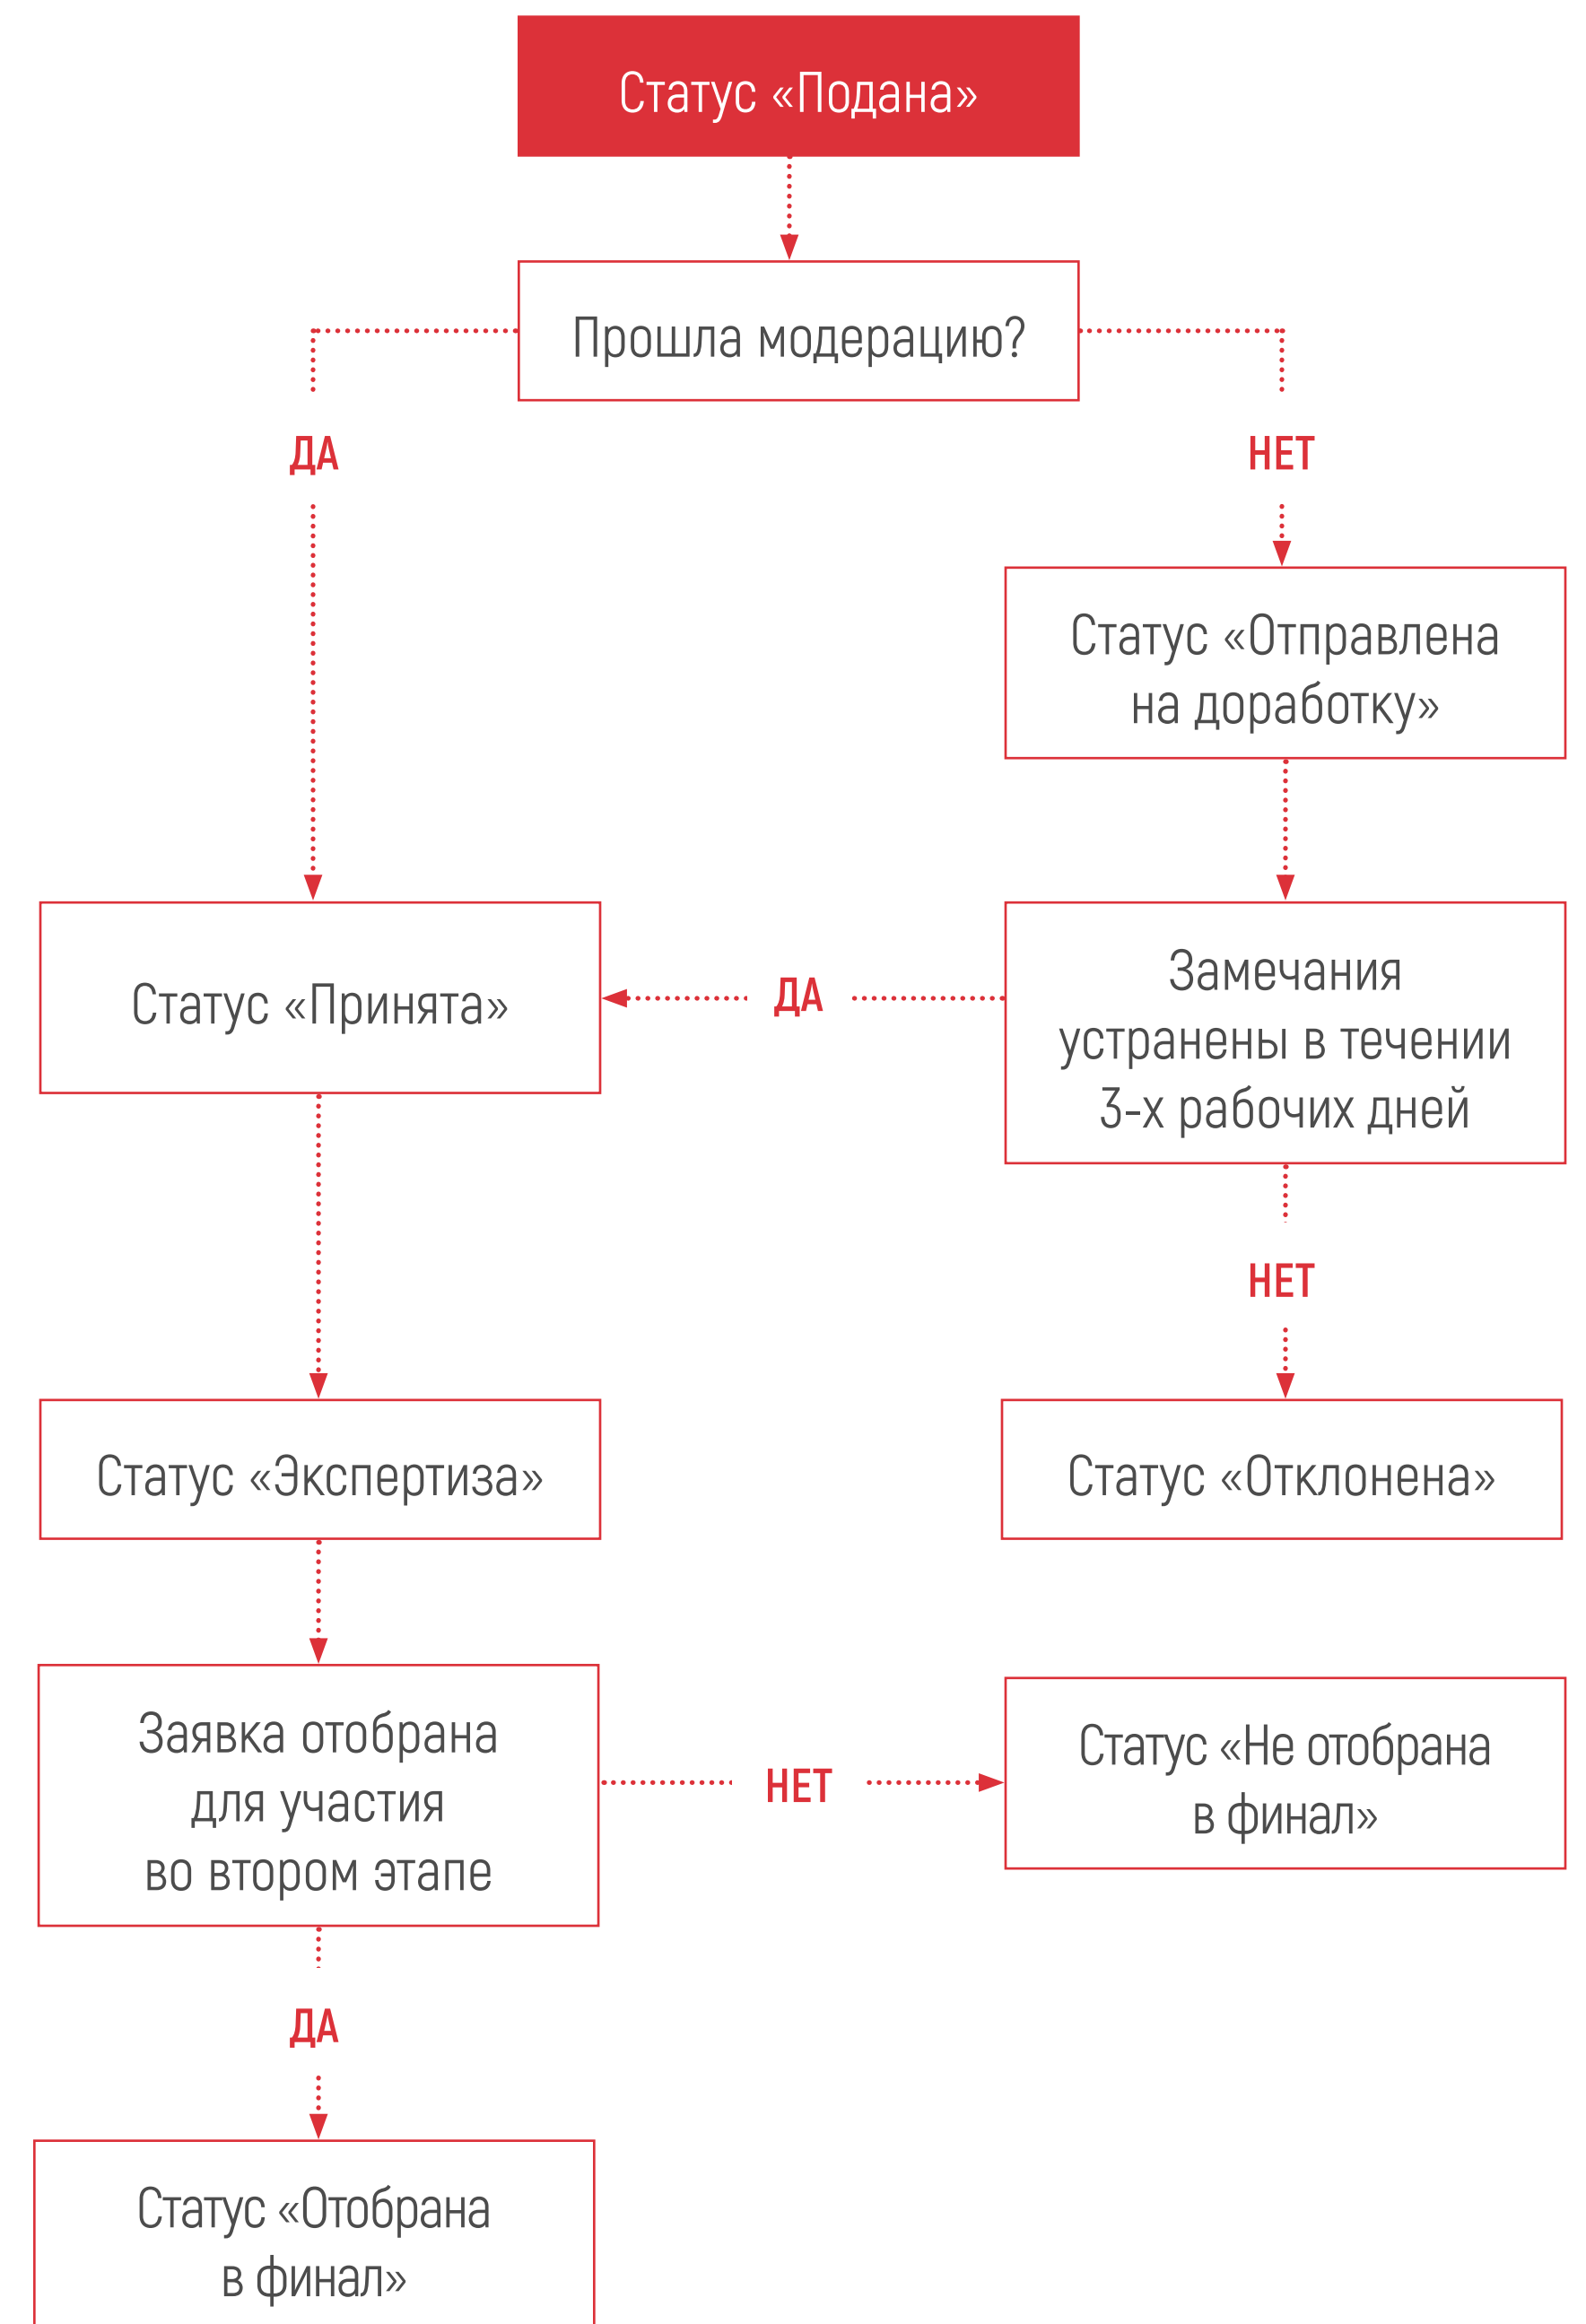 Статус «Подана»
Прошла модерацию?
ДА
НЕТ
Статус «Отправлена
на доработку»
Статус «Принята»
ДА
Замечания
устранены в течении
3-х рабочих дней
НЕТ
Статус «Экспертиза»
Статус «Отклонена»
Заявка отобрана
для участия
во втором этапе
НЕТ
Статус «Не отобрана
в финал»
ДА
Статус «Отобрана
в финал»